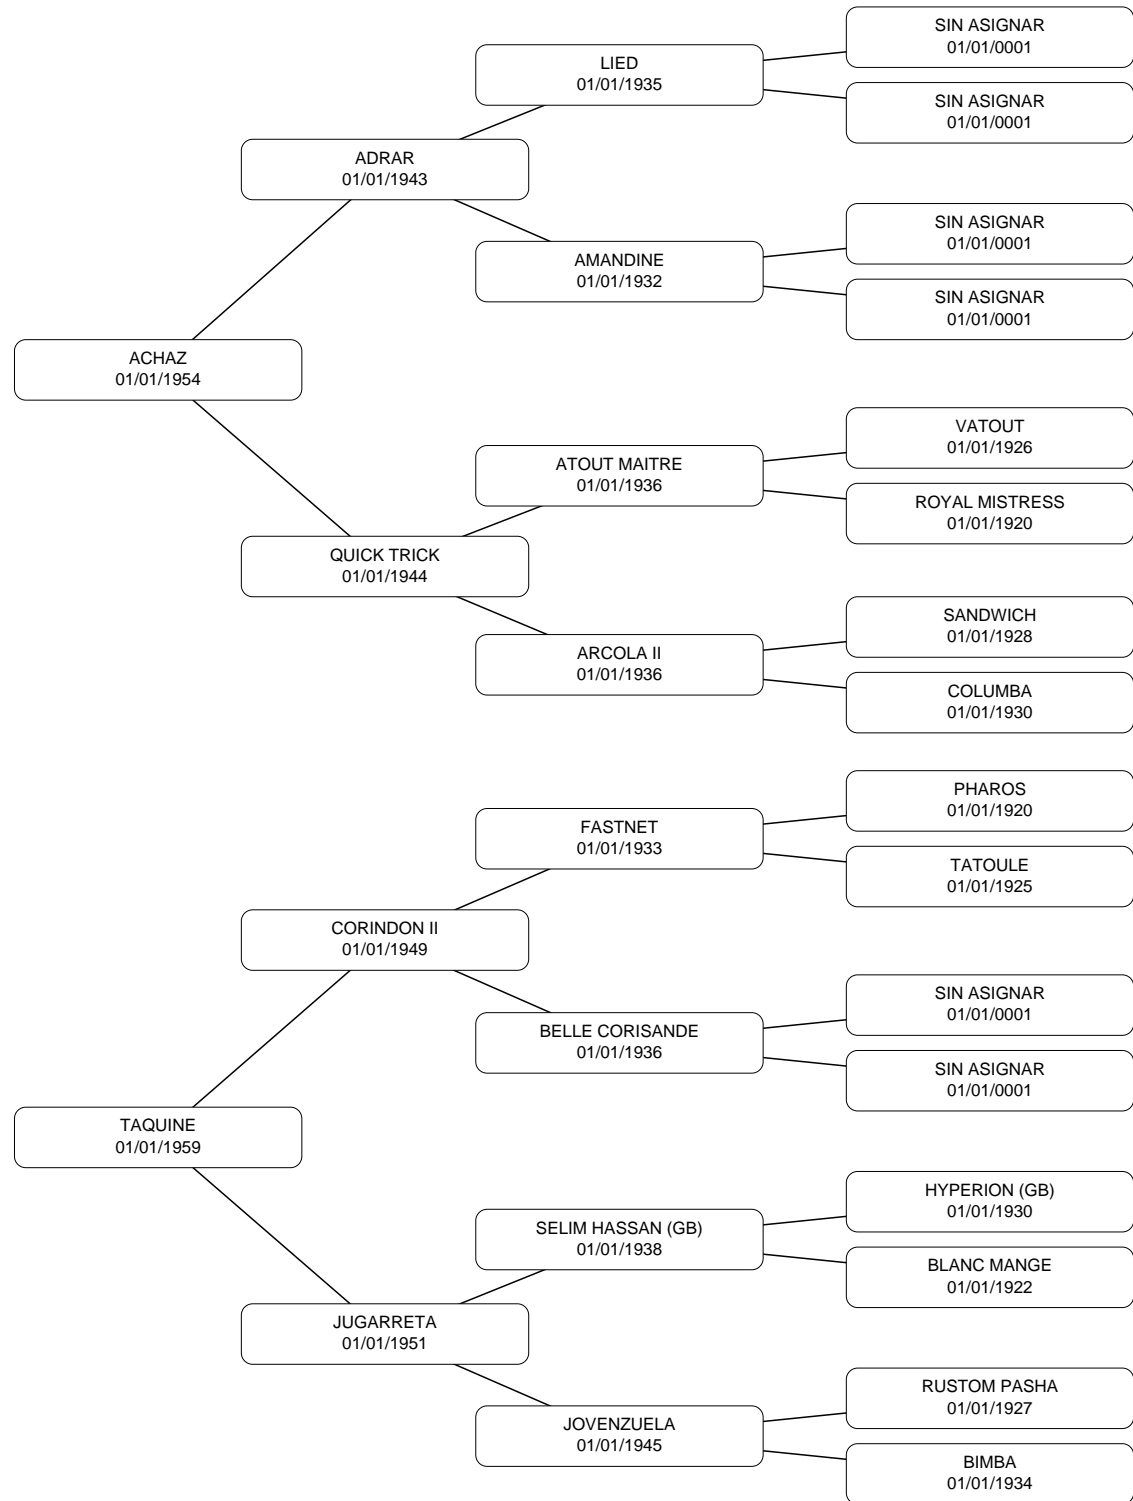 SIN ASIGNAR
01/01/0001
LIED
01/01/1935
SIN ASIGNAR
01/01/0001
ADRAR
01/01/1943
SIN ASIGNAR
01/01/0001
AMANDINE
01/01/1932
SIN ASIGNAR
01/01/0001
ACHAZ
01/01/1954
VATOUT
01/01/1926
ATOUT MAITRE
01/01/1936
ROYAL MISTRESS
01/01/1920
QUICK TRICK
01/01/1944
SANDWICH
01/01/1928
ARCOLA II
01/01/1936
COLUMBA
01/01/1930
PHAROS
01/01/1920
FASTNET
01/01/1933
TATOULE
01/01/1925
CORINDON II
01/01/1949
SIN ASIGNAR
01/01/0001
BELLE CORISANDE
01/01/1936
SIN ASIGNAR
01/01/0001
TAQUINE
01/01/1959
HYPERION (GB)
01/01/1930
SELIM HASSAN (GB)
01/01/1938
BLANC MANGE
01/01/1922
JUGARRETA
01/01/1951
RUSTOM PASHA
01/01/1927
JOVENZUELA
01/01/1945
BIMBA
01/01/1934